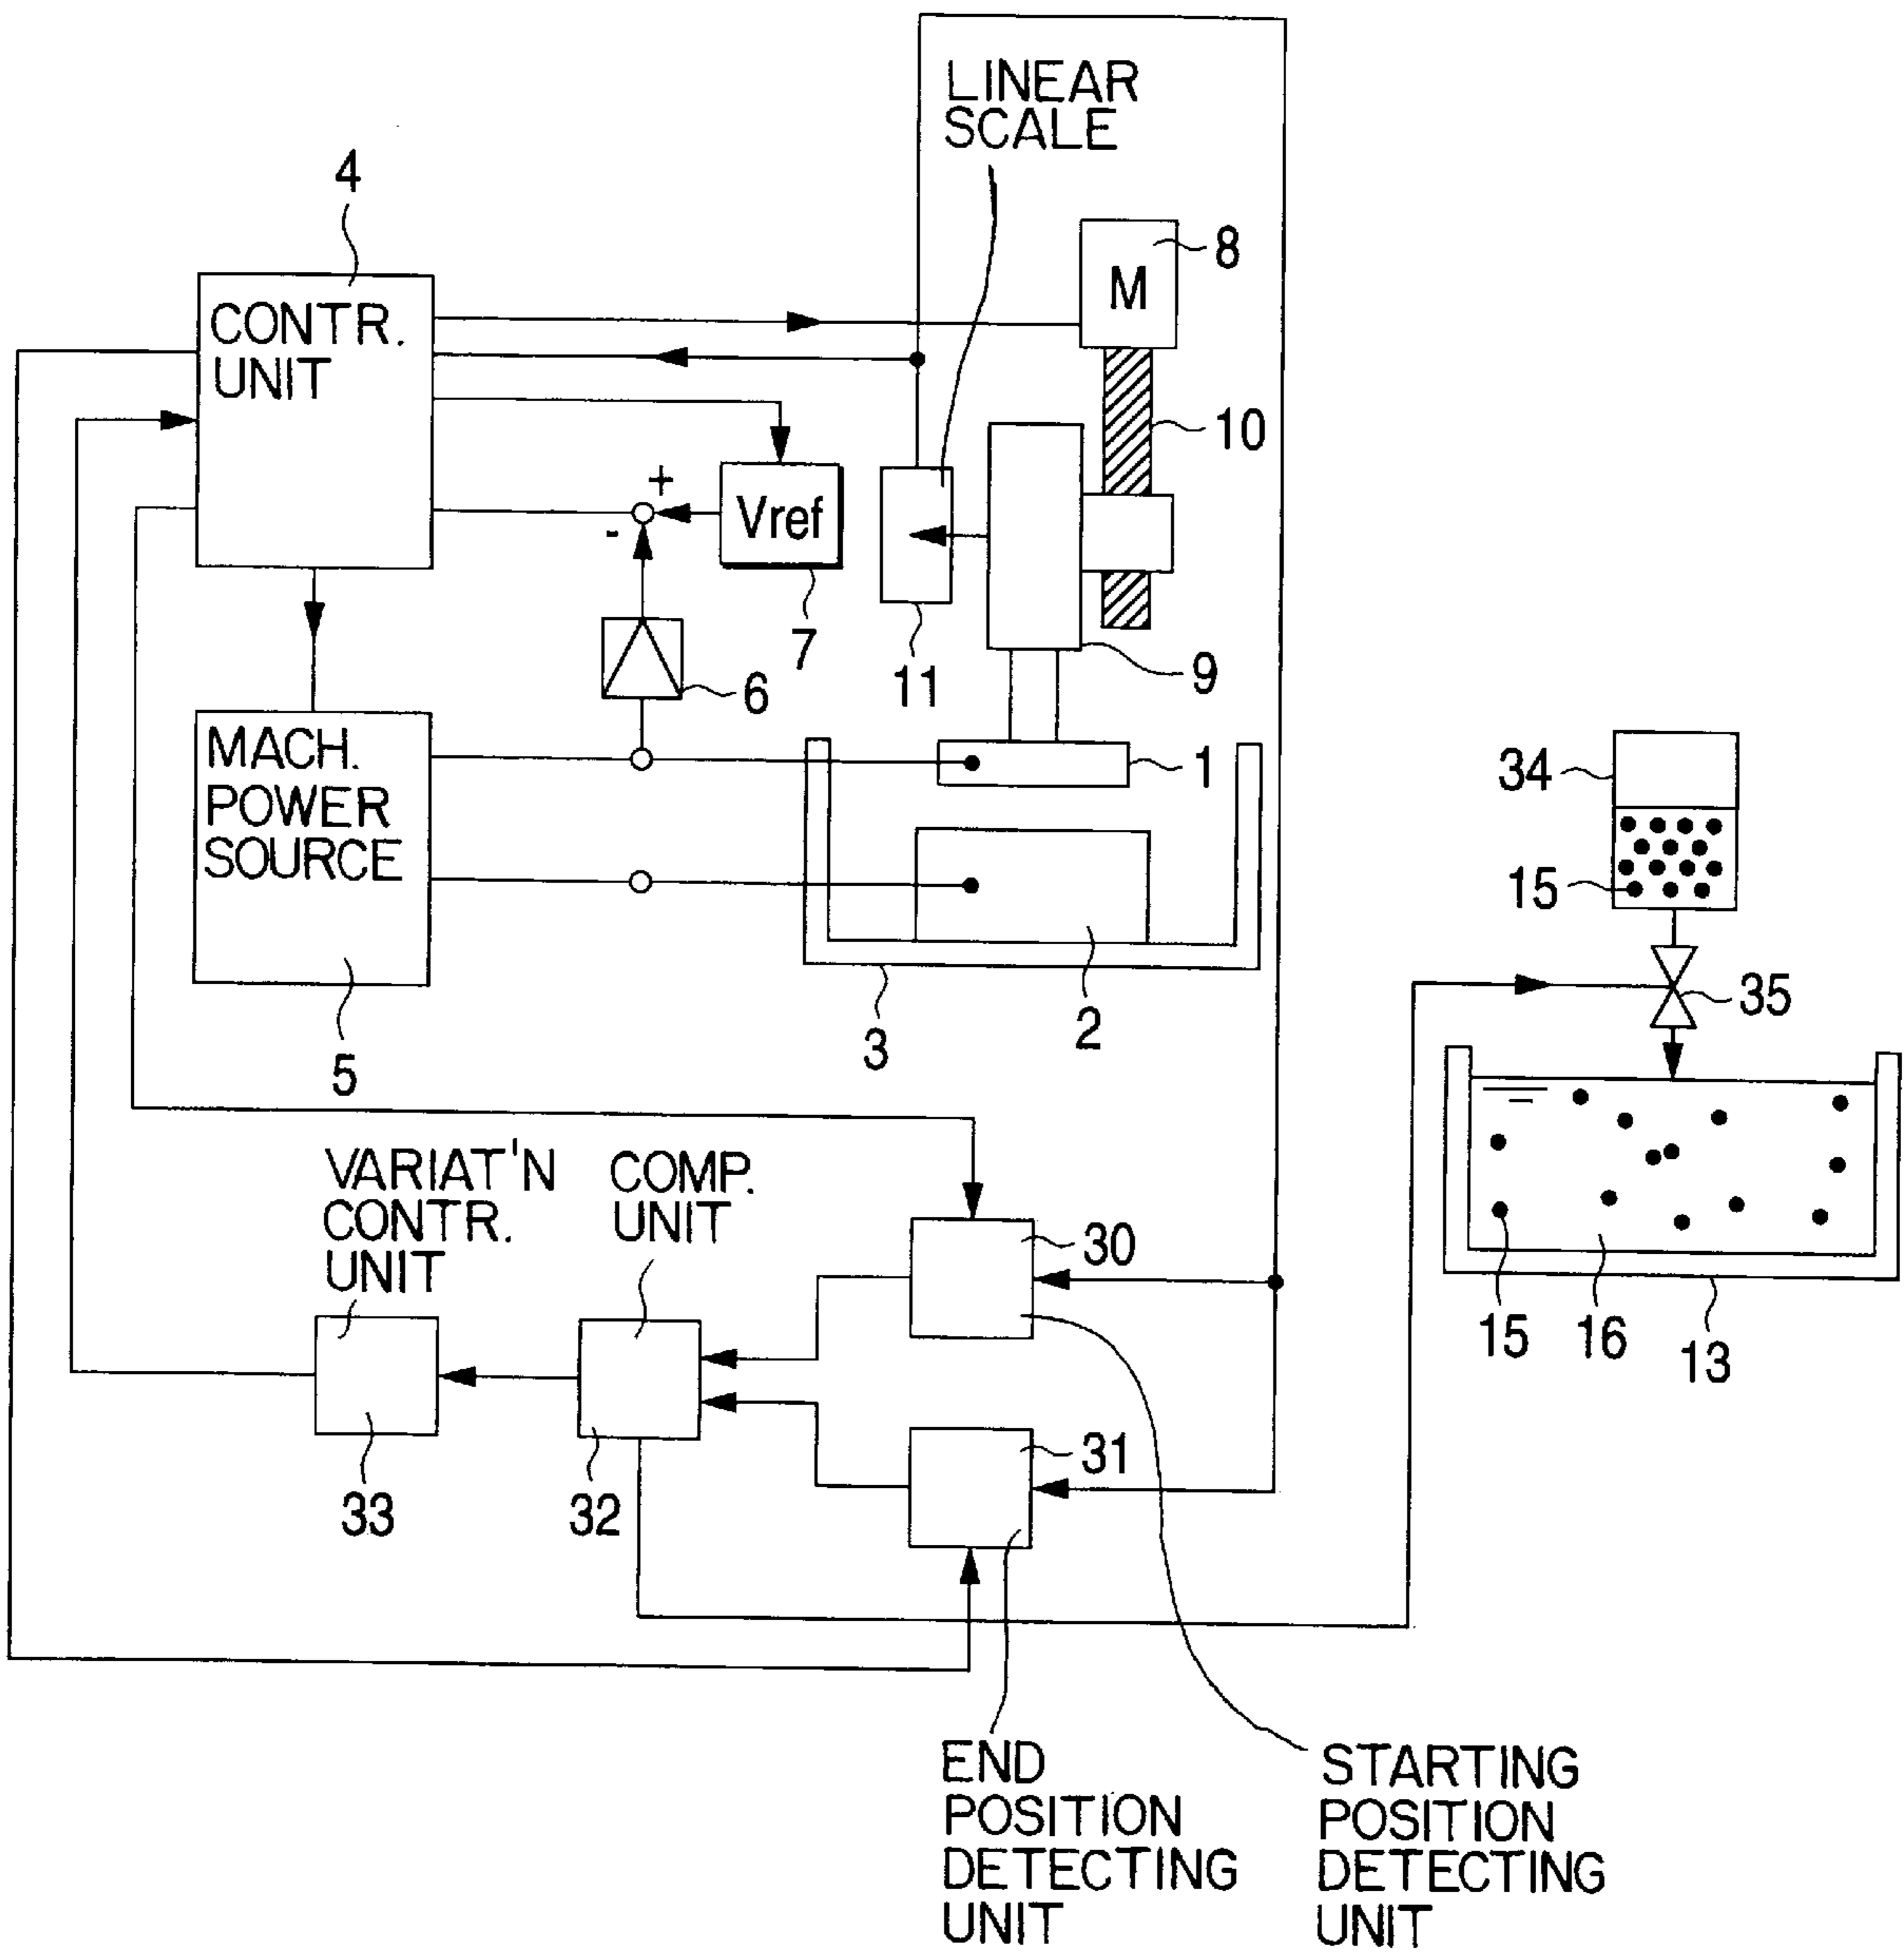 LINEAR
SCALE
4
8
M
CONTR.
UNIT
10
+
-
Vref
7
11
9
6
MACH.
POWER
SOURCE
1
34
15
35
2
3
5
VARIAT'N
CONTR.
UNIT
COMP.
UNIT
30
15
16
13
31
33
32
END
POSITION
DETECTING
UNIT
STARTING
POSITION
DETECTING
UNIT